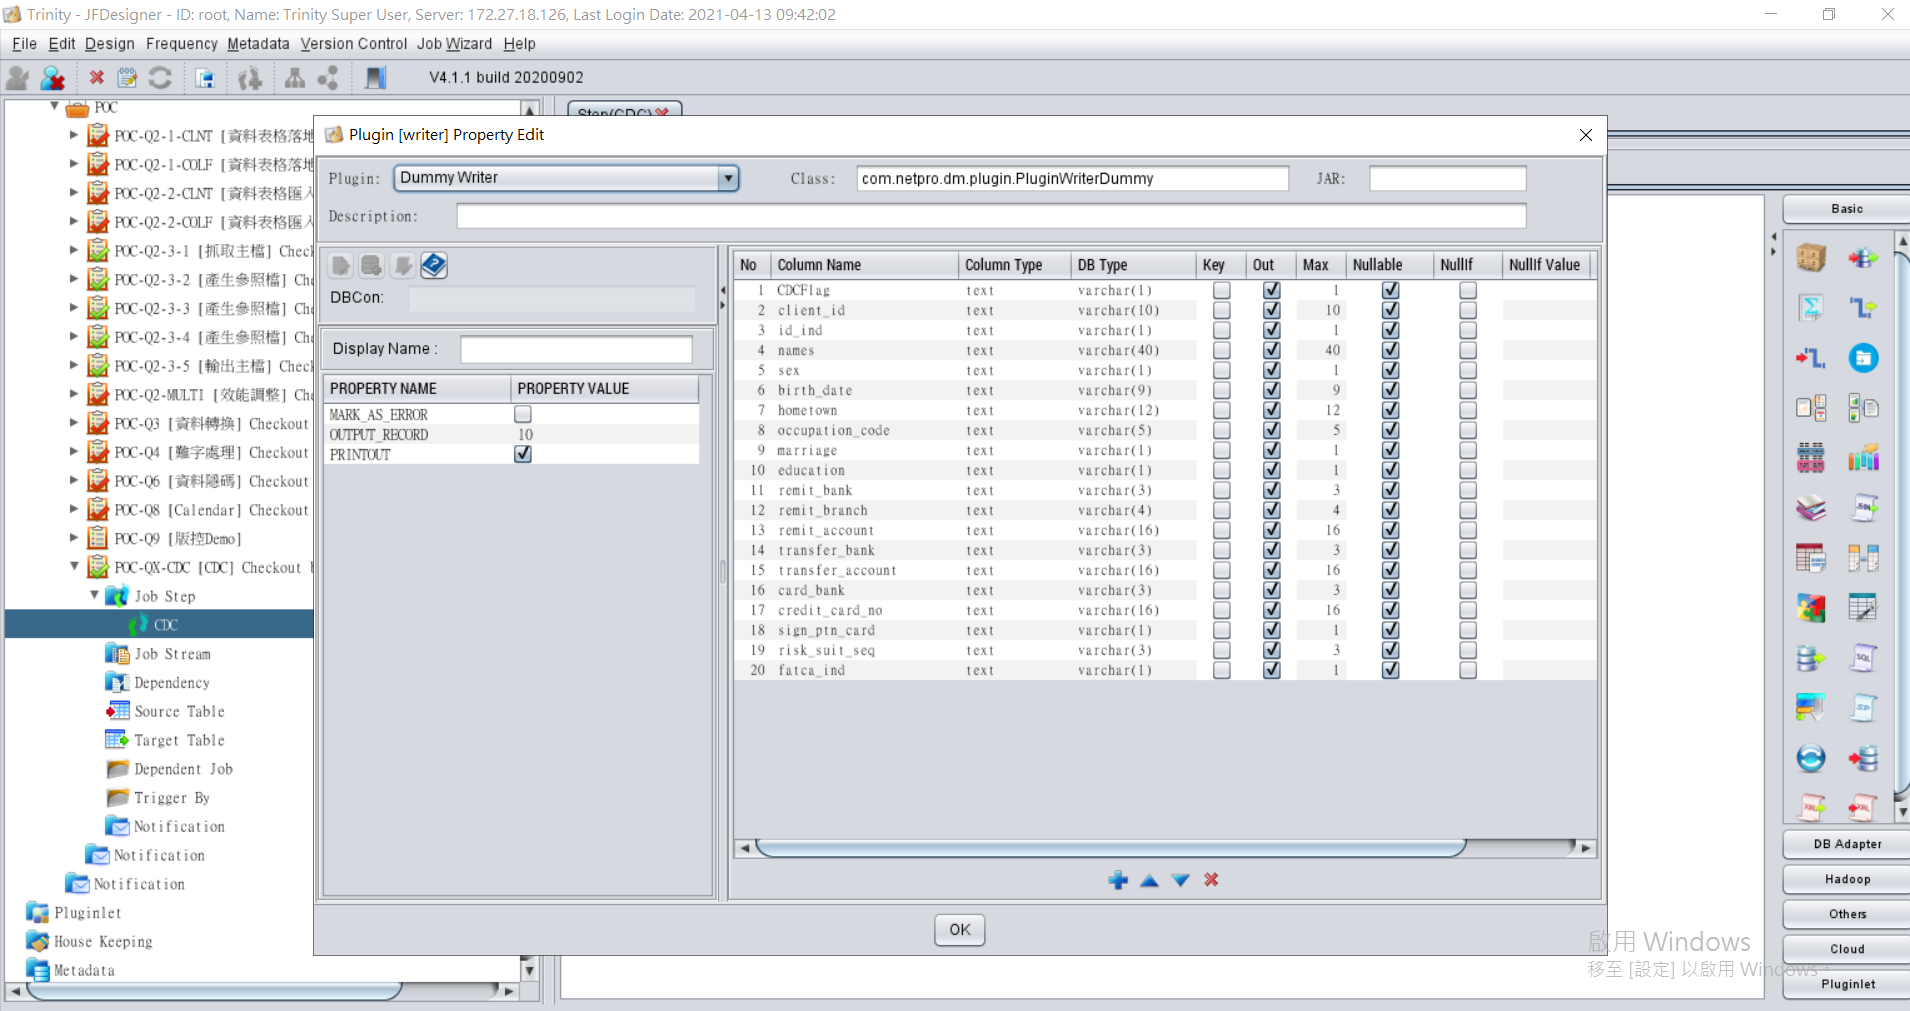 Trinity - JFDesigner - ID: root, Name: Trinity Super User, Server: 172.27.18.126, Last Login Date: 2021-04-13 09:42:02
File Edit Design Frequency Metadata Version Control Job Wizard Help
V4.1.1 build 20200902
POC
POC-Q2-1-CLNT [資料表格落地
POC-Q2-1-COLF [資料表格落地
POC-Q2-2-CLNT [資料表格匯入
POC-Q2-2-COLF [資料表格匯入
POC-Q2-3-1 [抓取主檔] Chec
POC-Q2-3-2 [產生參照檔] Ch
POC-Q2-3-3 [產生參照檔] Ch
POC-Q2-3-4 [產生參照檔] Ch
POC-Q2-3-5 [輸出主檔] Chec
POC-Q2-MULTI [效能調整] Ch
POC-Q3 [資料轉換] Checkout
POC-Q4 [難字處理] Checkout
POC-Q6 [資料隱碼] Checkout
POC-Q8 [Calendar] Checkout
POC-Q9 [版控Demo]
POC-QX-CDC [CDC] Checkout
Job Step
CDC
Job Stream
Dependency
Source Table
Target Table
Dependent Job
Trigger By
Notification
Notification
Notification
Pluginlet
House Keeping
Metadata
Step(CDC)
Plugin [writer] Property Edit
Plugin: Dummy Writer Class: com.netpro.dm.plugin.PluginWriterDummy JAR:
Description:
DBCon:
Display Name :
PROPERTY NAME PROPERTY VALUE
MARK_AS_ERROR
OUTPUT_RECORD 10
PRINTOUT
No Column Name Column Type DB Type Key Out Max Nullable NullIf NullIf Value
1 CDCFlag text varchar(1) 1
2 client_id text varchar(10) 10
3 id_ind text varchar(1) 1
4 names text varchar(40) 40
5 sex text varchar(1) 1
6 birth_date text varchar(9) 9
7 hometown text varchar(12) 12
8 occupation_code text varchar(5) 5
9 marriage text varchar(1) 1
10 education text varchar(1) 1
11 remit_bank text varchar(3) 3
12 remit_branch text varchar(4) 4
13 remit_account text varchar(16) 16
14 transfer_bank text varchar(3) 3
15 transfer_account text varchar(16) 16
16 card_bank text varchar(3) 3
17 credit_card_no text varchar(16) 16
18 sign_ptn_card text varchar(1) 1
19 risk_suit_seq text varchar(3) 3
20 fatca_ind text varchar(1) 1
OK
Basic
DB Adapter
Hadoop
Others
Cloud
Pluginlet
啟用 Windows
移至 [設定] 以啟用 Windows。